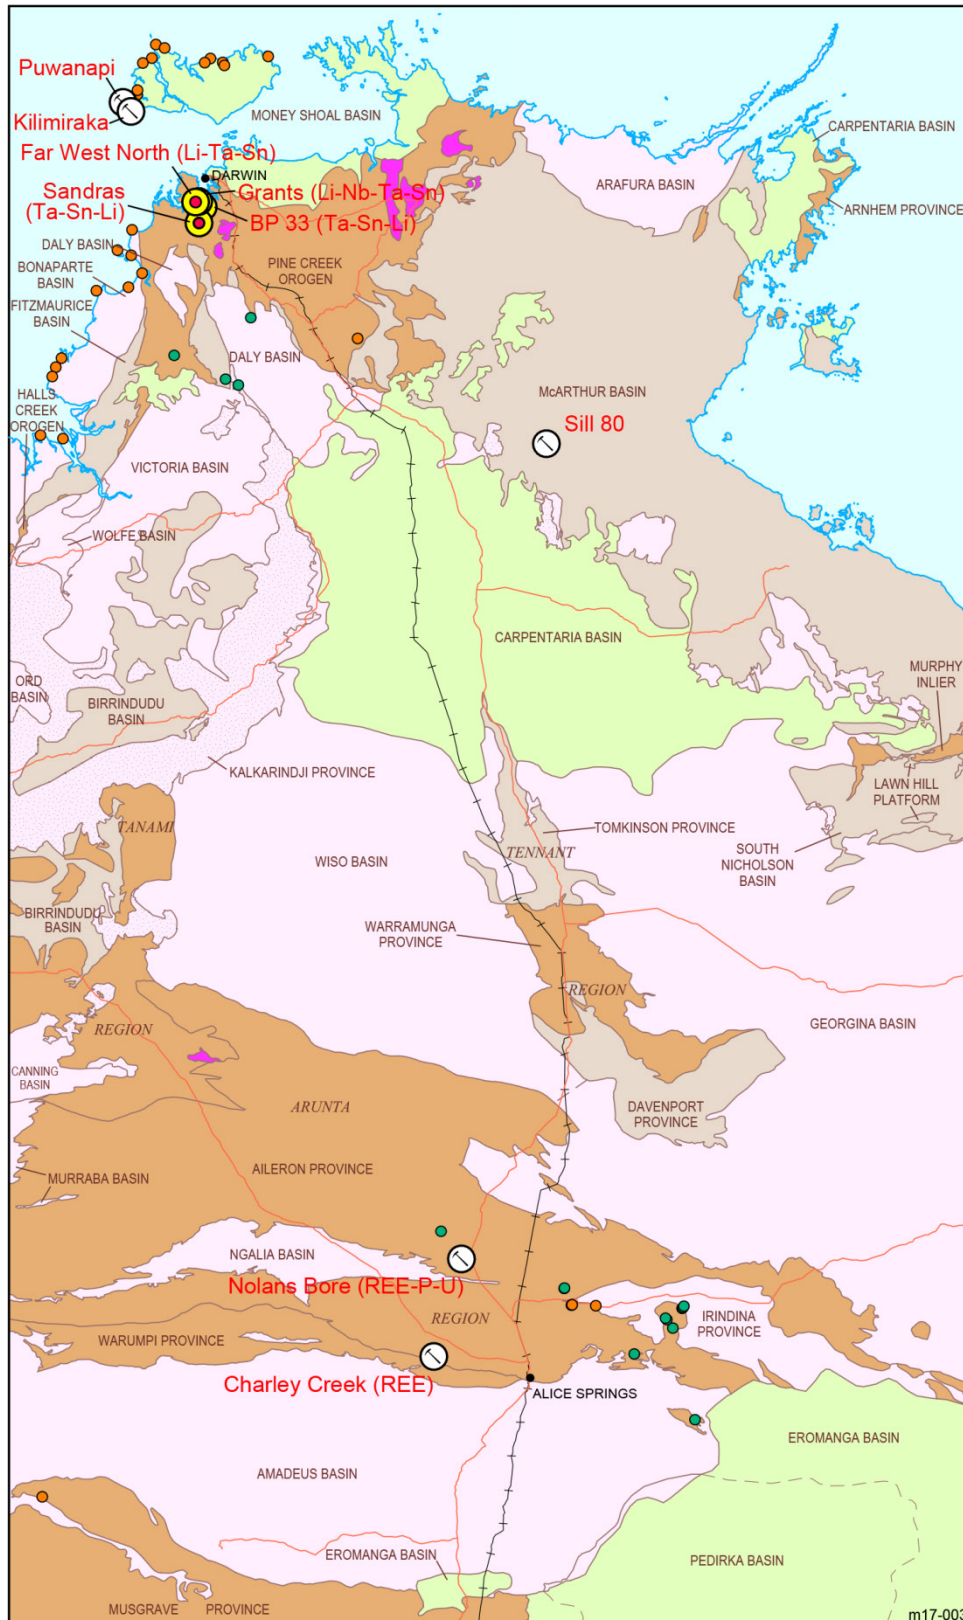 Puwanapi
Kilimiraka
MONEY SHOAL BASIN
CARPENTARIA BASIN
Far West North (Li-Ta-Sn)
DARWIN
Grants (Li-Nb-Ta-Sn)
Sandras
(Ta-Sn-Li)
BP 33 (Ta-Sn-Li)
ARAFURA BASIN
ARNHEM PROVINCE
DALY BASIN
BONAPARTE
BASIN
PINE CREEK
OROGEN
FITZMAURICE
BASIN
DALY BASIN
HALLS
CREEK
OROGEN
McARTHUR BASIN
Sill 80
VICTORIA BASIN
WOLFE BASIN
CARPENTARIA BASIN
ORD
BASIN
BIRRINDUDU
BASIN
MURPHY
INLIER
KALKARINDJI PROVINCE
LAWN HILL
PLATFORM
TANAMI
TOMKINSON PROVINCE
WISO BASIN
TENNANT
SOUTH
NICHOLSON
BASIN
BIRRINDUDU
BASIN
WARRAMUNGA
PROVINCE
REGION
REGION
GEORGINA BASIN
CANNING
BASIN
ARUNTA
DAVENPORT
PROVINCE
AILERON PROVINCE
MURRABA BASIN
NGALIA BASIN
Nolans Bore (REE-P-U)
REGION
IRINDINA
PROVINCE
WARUMPI PROVINCE
Charley Creek (REE)
ALICE SPRINGS
EROMANGA BASIN
AMADEUS BASIN
EROMANGA BASIN
PEDIRKA BASIN
MUSGRAVE PROVINCE
m17-003